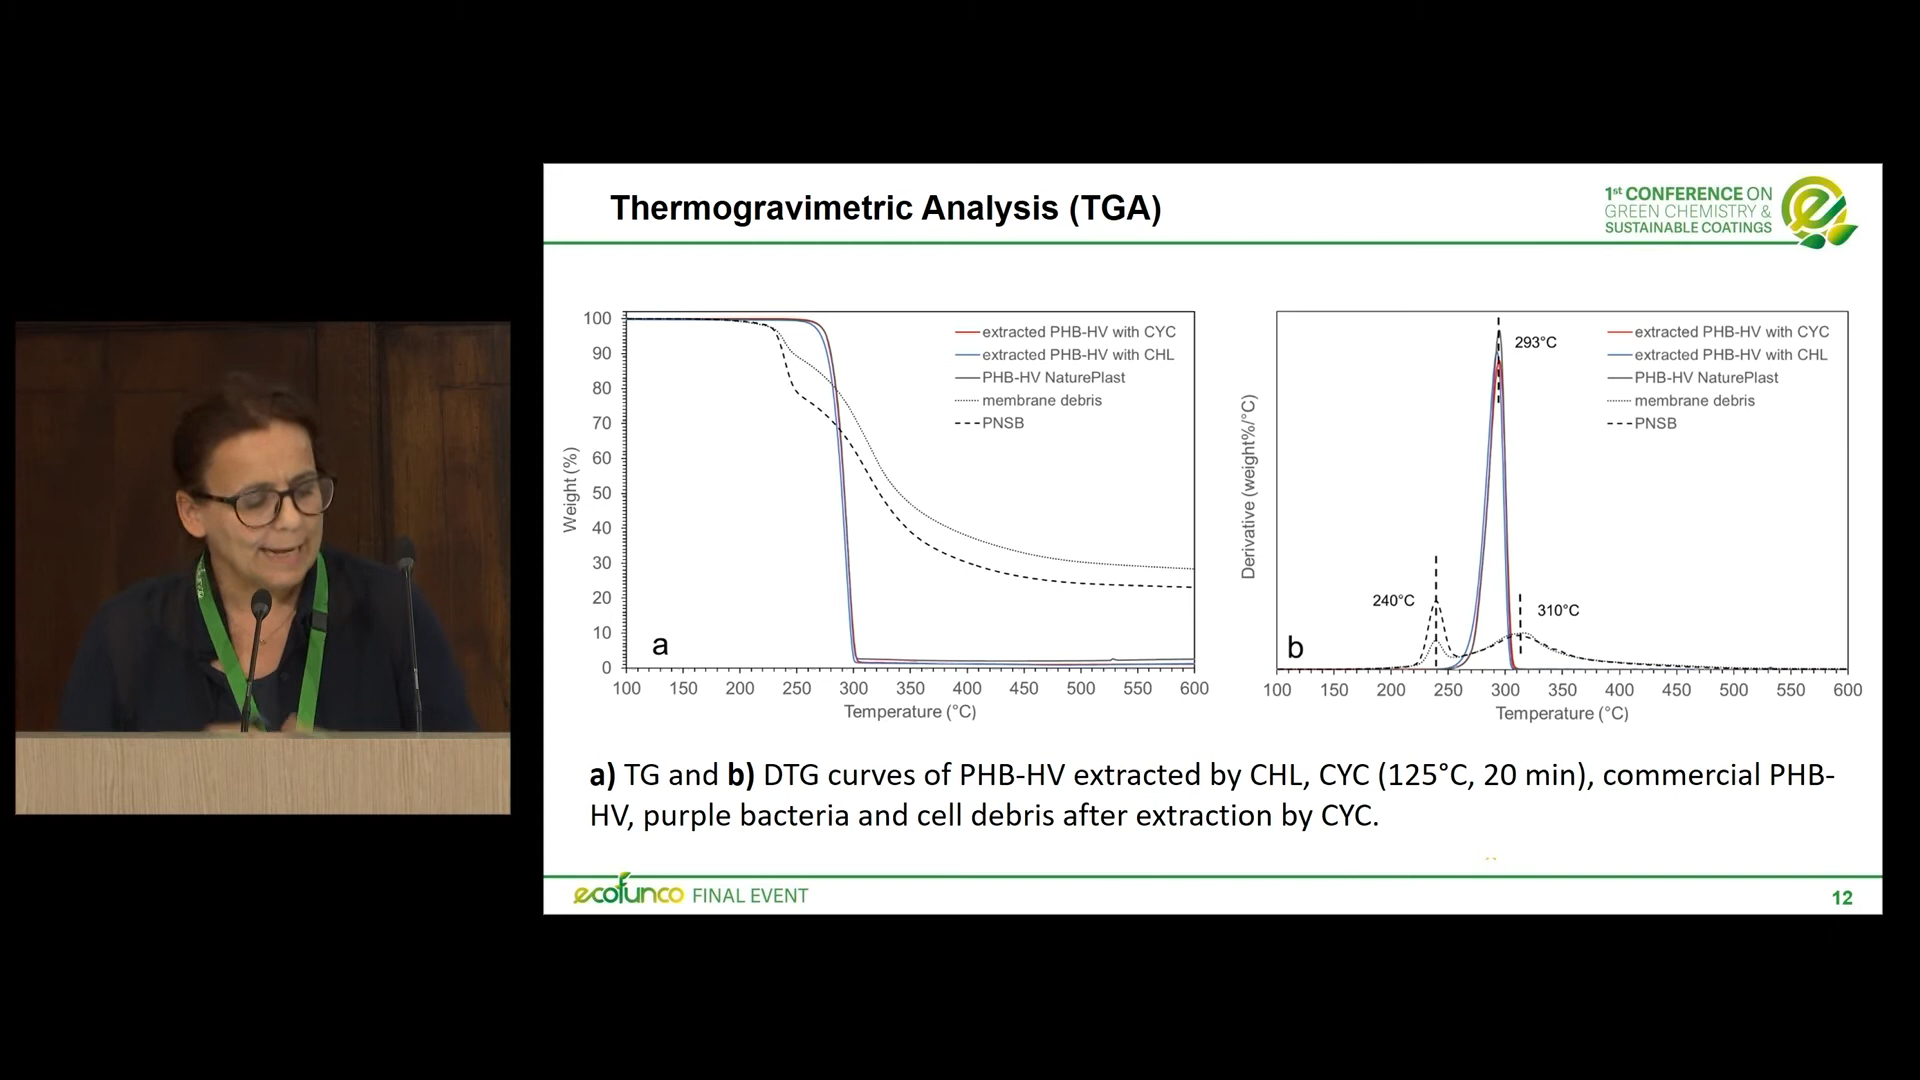 Thermogravimetric Analysis (TGA)
1st CONFERENCE ON
GREEN CHEMISTRY &
SUSTAINABLE COATINGS
100
90
80
70
60
50
40
30
20
10
0
Weight (%)
extracted PHB-HV with CYC
extracted PHB-HV with CHL
PHB-HV NaturePlast
membrane debris
PNSB
a
100 150 200 250 300 350 400 450 500 550 600
Temperature (°C)
Derivative (weight%/°C)
extracted PHB-HV with CYC
extracted PHB-HV with CHL
PHB-HV NaturePlast
membrane debris
PNSB
293°C
240°C
310°C
b
100 150 200 250 300 350 400 450 500 550 600
Temperature (°C)
a) TG and b) DTG curves of PHB-HV extracted by CHL, CYC (125°C, 20 min), commercial PHB-
HV, purple bacteria and cell debris after extraction by CYC.
ecofunco FINAL EVENT
12